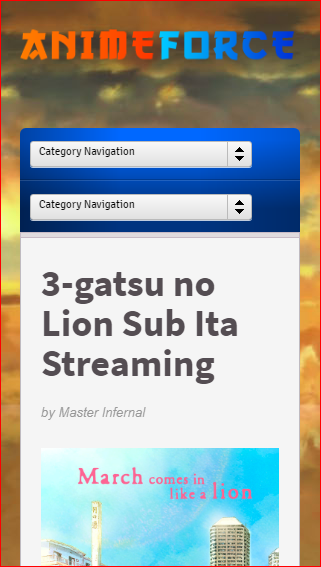 ANIMEFORCE
Category Navigation
Category Navigation
3-gatsu no
Lion Sub Ita
Streaming
by Master Infernal
March comes in
like a lion